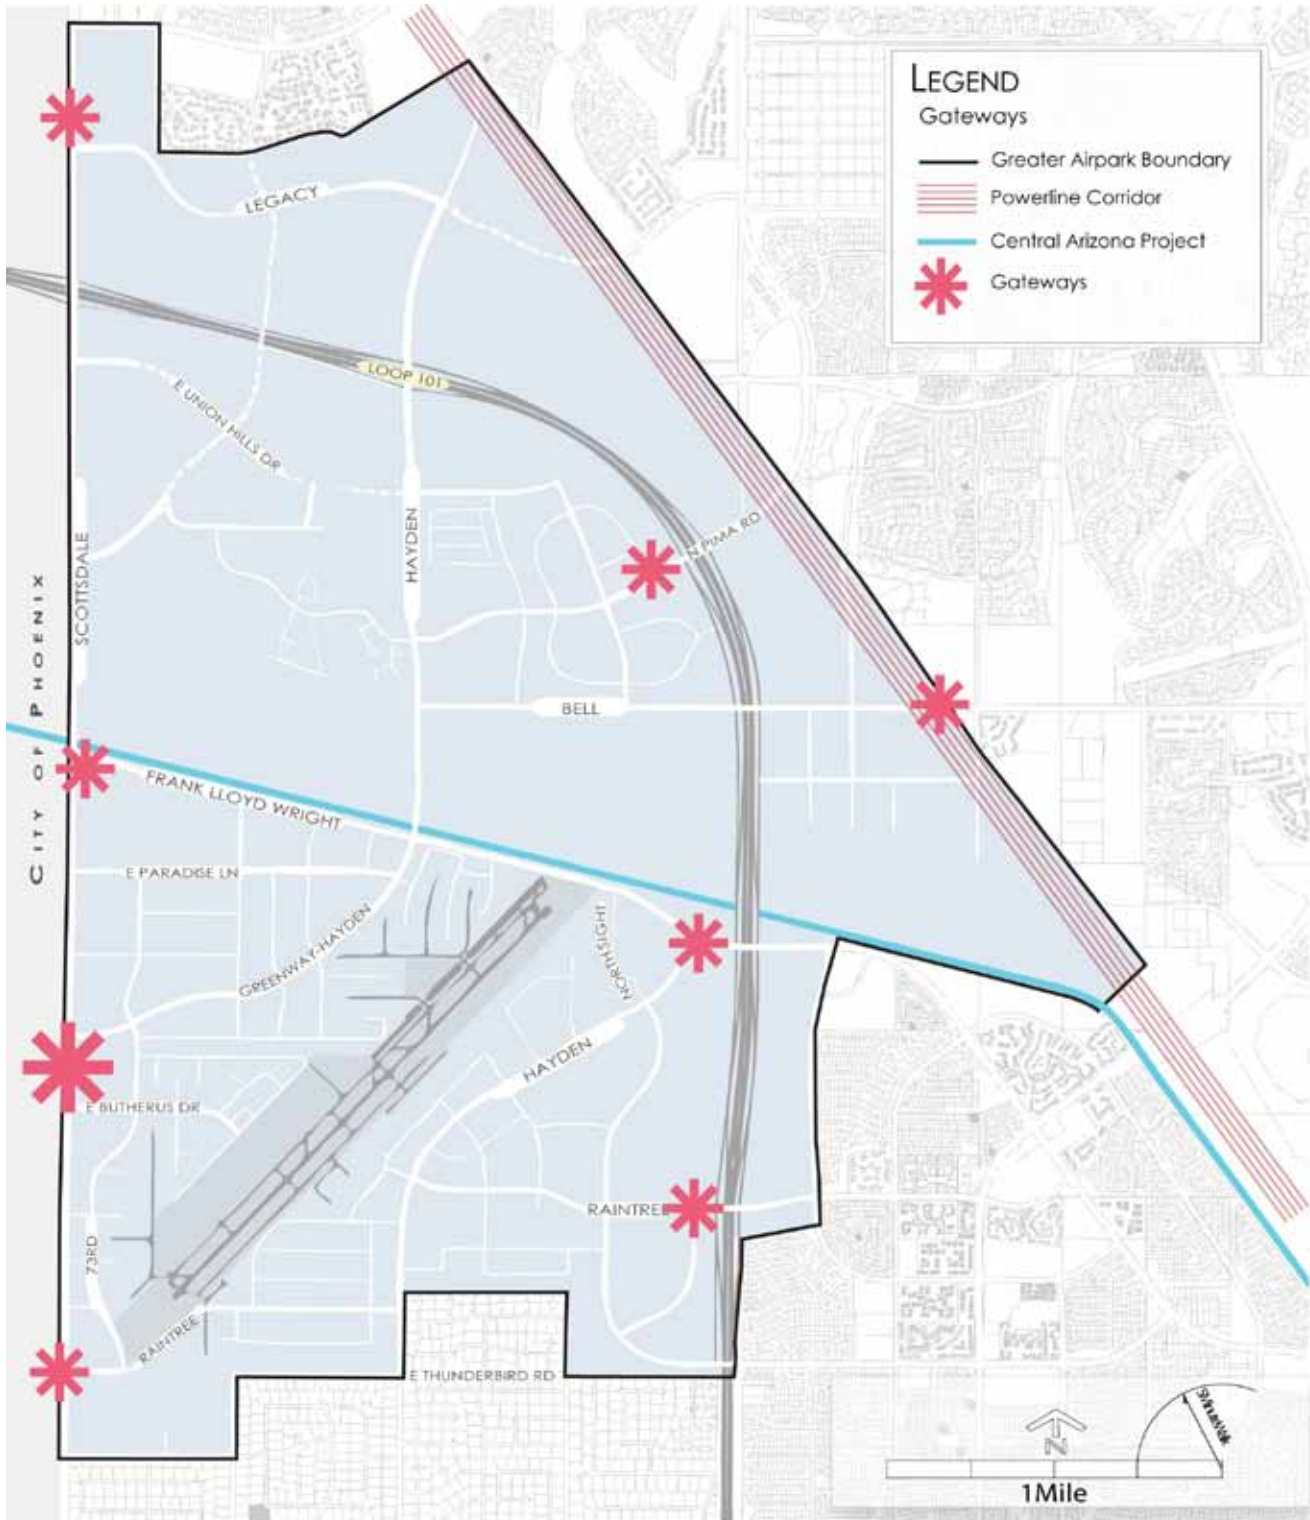 LEGEND
Gateways
Greater Airpark Boundary
Powerline Corridor
Central Arizona Project
Gateways
LEGACY
LOOP 101
E UNION HILLS DR
HAYDEN
SCOTTSDALE
N PIMA RD
CITY OF PHOENIX
BELL
FRANK LLOYD WRIGHT
E PARADISE LN
GREENWAY-HAYDEN
NORTHSIGHT
HAYDEN
E BUTHERUS DR
RAINTREE
73RD
RAINTREE
E THUNDERBIRD RD
5MinuteWalk
N
1Mile